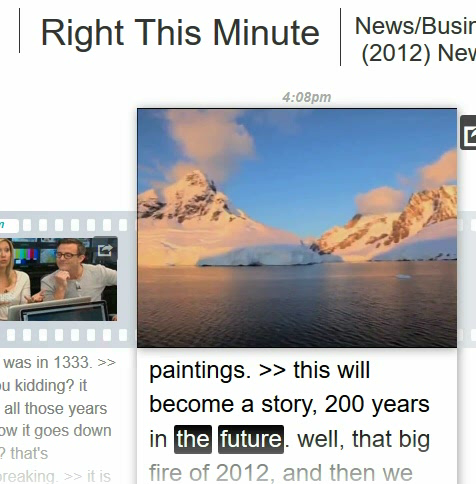 Right This Minute
News/Busin
(2012) New
4:08pm
was in 1333. >>
u kidding? it
all those years
ow it goes down
? that's
breaking. >> it is
paintings. >> this will
become a story, 200 years
in the future. well, that big
fire of 2012, and then we